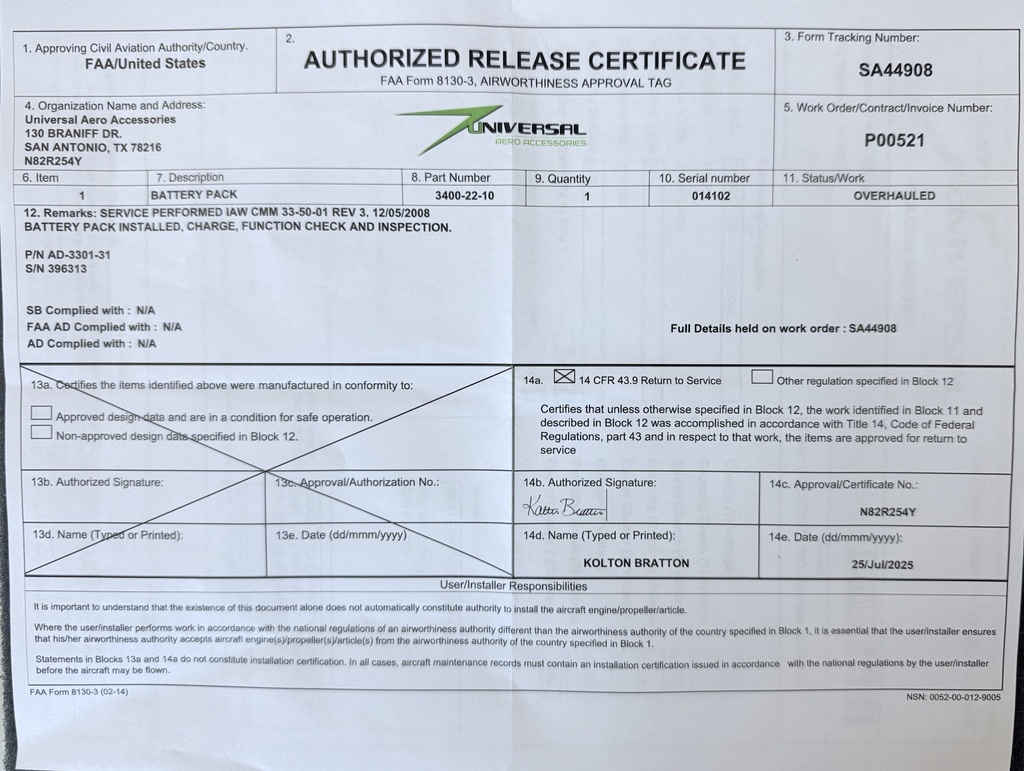 1. Approving Civil Aviation Authority/Country.
FAA/United States
2.
AUTHORIZED RELEASE CERTIFICATE
FAA Form 8130-3, AIRWORTHINESS APPROVAL TAG
3. Form Tracking Number:
SA44908
4. Organization Name and Address:
Universal Aero Accessories
130 BRANIFF DR.
SAN ANTONIO, TX 78216
N82R254Y
UNIVERSAL
AERO ACCESSORIES
5. Work Order/Contract/Invoice Number:
P00521
6. Item 7. Description 8. Part Number 9. Quantity 10. Serial number 11. Status/Work
1 BATTERY PACK 3400-22-10 1 014102 OVERHAULED
12. Remarks: SERVICE PERFORMED IAW CMM 33-50-01 REV 3. 12/05/2008
BATTERY PACK INSTALLED, CHARGE, FUNCTION CHECK AND INSPECTION.
P/N AD-3301-31
S/N 396313
SB Complied with : N/A
FAA AD Complied with : N/A
AD Complied with : N/A
Full Details held on work order : SA44908
13a. Certifies the items identified above were manufactured in conformity to:
Approved design data and are in a condition for safe operation.
Non-approved design data specified in Block 12.
14a. 14 CFR 43.9 Return to Service Other regulation specified in Block 12
Certifies that unless otherwise specified in Block 12, the work identified in Block 11 and
described in Block 12 was accomplished in accordance with Title 14, Code of Federal
Regulations, part 43 and in respect to that work, the items are approved for return to
service
13b. Authorized Signature:
13c. Approval/Authorization No.:
14b. Authorized Signature:
Kolton Bratton
14c. Approval/Certificate No.:
N82R254Y
13d. Name (Typed or Printed):
13e. Date (dd/mmm/yyyy)
14d. Name (Typed or Printed):
KOLTON BRATTON
14e. Date (dd/mmm/yyyy):
25/Jul/2025
User/Installer Responsibilities
It is important to understand that the existence of this document alone does not automatically constitute authority to install the aircraft engine/propeller/article.
Where the user/installer performs work in accordance with the national regulations of an airworthiness authority different than the airworthiness authority of the country specified in Block 1, it is essential that the user/installer ensures
that his/her airworthiness authority accepts aircraft engine(s)/propeller(s)/article(s) from the airworthiness authority of the country specified in Block 1.
Statements in Blocks 13a and 14a do not constitute installation certification. In all cases, aircraft maintenance records must contain an installation certification issued in accordance with the national regulations by the user/installer
before the aircraft may be flown.
FAA Form 8130-3 (02-14)
NSN: 0052-00-012-9005